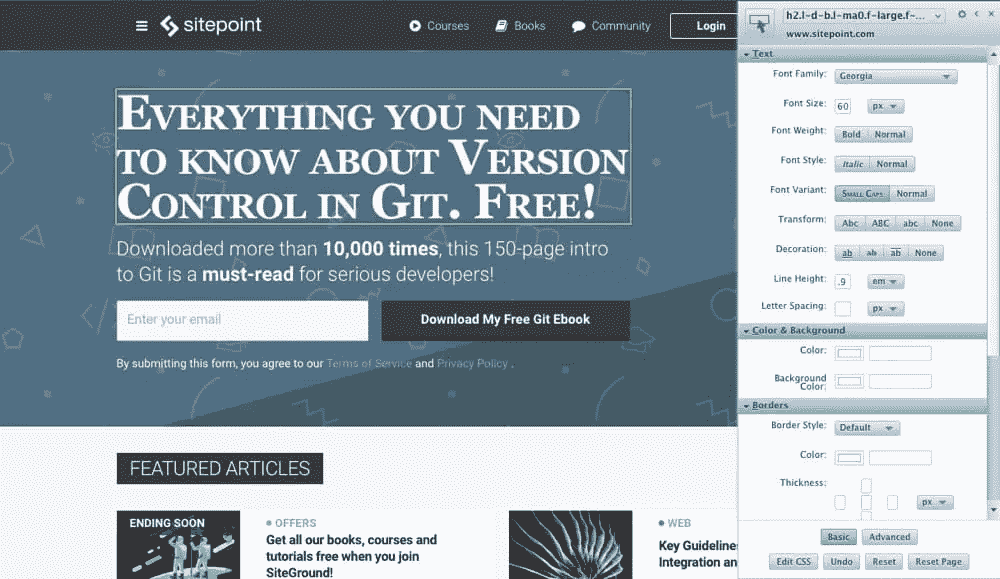 sitepoint
Courses
Books
Community
Login
Everything you need
to know about Version
Control in Git. Free!
Downloaded more than 10,000 times, this 150-page intro
to Git is a must-read for serious developers!
Enter your email
Download My Free Git Ebook
By submitting this form, you agree to our Terms of Service and Privacy Policy .
FEATURED ARTICLES
ENDING SOON
OFFERS
Get all our books, courses and
tutorials free when you join
SiteGround!
WEB
Key Guideline
Integration an
h2.l-d-b.l-ma0.f-large.f-...
www.sitepoint.com
Text
Font Family: Georgia
Font Size: 60 px
Font Weight: Bold Normal
Font Style: Italic Normal
Font Variant: Small Caps Normal
Transform: Abc ABC abc None
Decoration: ab ab ab None
Line Height: .9 em
Letter Spacing: px
Color & Background
Color:
Background
Color:
Borders
Border Style: Default
Color:
Thickness:
px
Basic Advanced
Edit CSS Undo Reset Reset Page